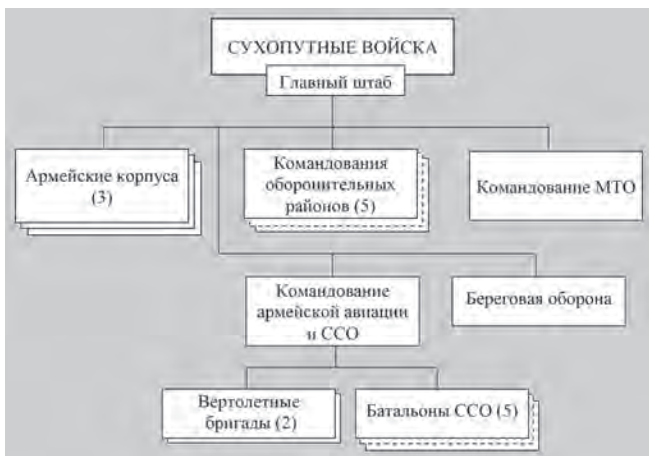 СУХОПУТНЫЕ ВОЙСКА
Главный штаб
Армейские корпуса
(3)
Командования
оборонительных
районов (5)
Командование МТО
Командование
армейской авиации
и ССО
Береговая оборона
Вертолетные
бригады (2)
Батальоны ССО (5)